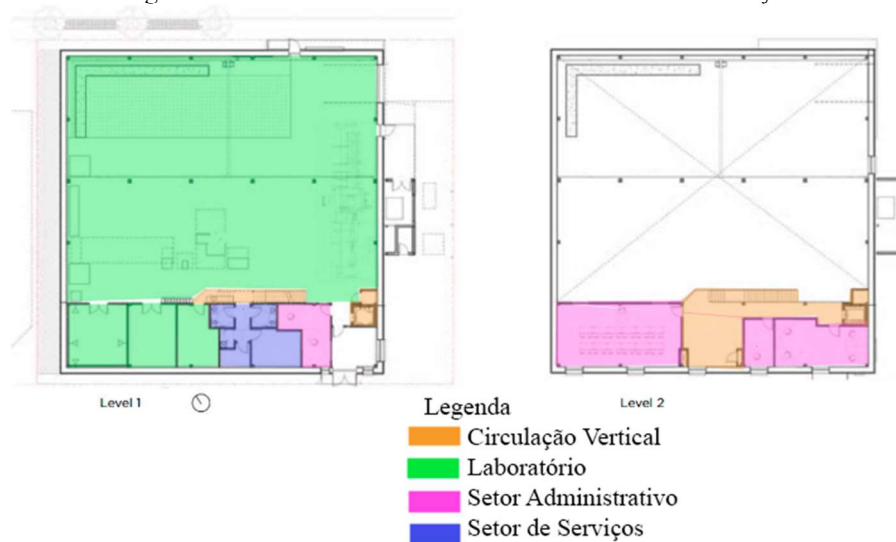 Level 1
Level 2
Legenda
Circulação Vertical
Laboratório
Setor Administrativo
Setor de Serviços